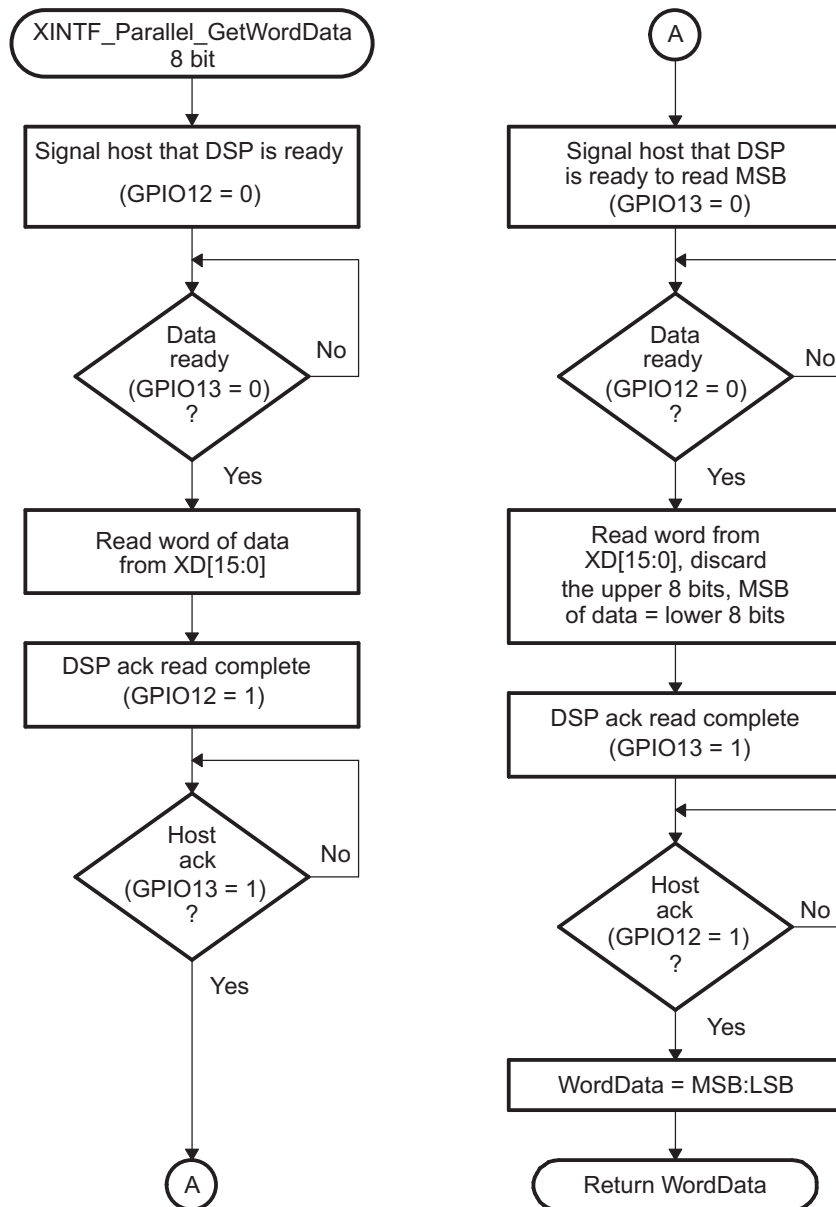 XINTF_Parallel_GetWordData
8 bit
Signal host that DSP is ready
(GPIO12 = 0)
Data
ready
(GPIO13 = 0)
?
No
Yes
Read word of data
from XD[15:0]
DSP ack read complete
(GPIO12 = 1)
Host
ack
(GPIO13 = 1)
?
No
Yes
A
A
Signal host that DSP
is ready to read MSB
(GPIO13 = 0)
Data
ready
(GPIO12 = 0)
?
No
Yes
Read word from
XD[15:0], discard
the upper 8 bits, MSB
of data = lower 8 bits
DSP ack read complete
(GPIO13 = 1)
Host
ack
(GPIO12 = 1)
?
No
Yes
WordData = MSB:LSB
Return WordData